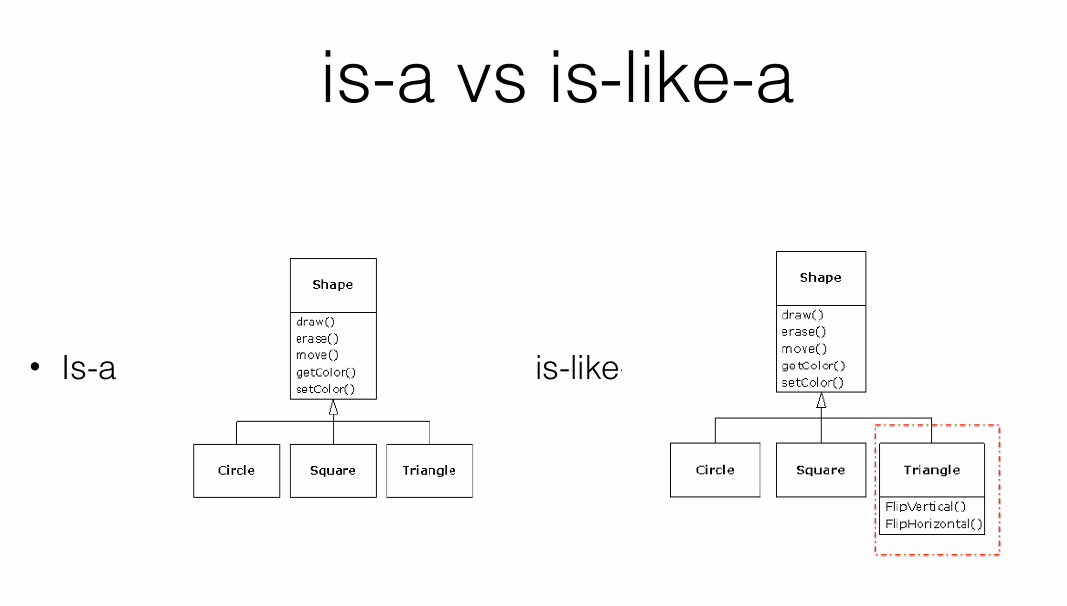 is-a vs is-like-a
• Is-a
Shape
draw()
erase()
move()
getColor()
setColor()
Circle
Square
Triangle
is-like-
Shape
draw()
erase()
move()
getColor()
setColor()
Circle
Square
Triangle
FlipVertical()
FlipHorizontal()